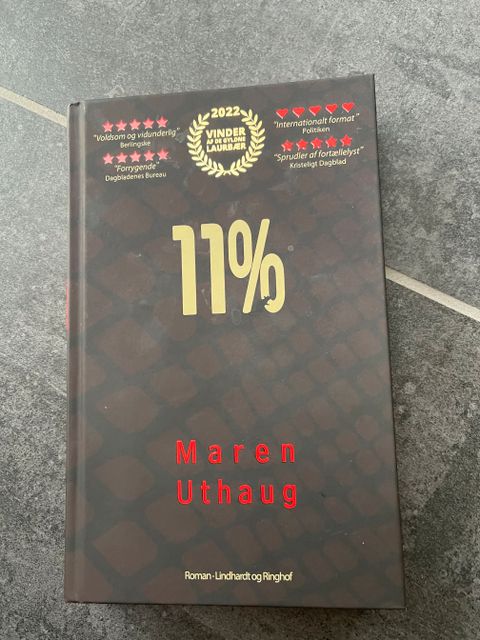 "Voldsom og vidunderlig"
Berlingske
"Forrygende"
Dagbladenes Bureau
2022
VINDER
AF DE GYLDNE
LAURBÆR
"Internationalt format"
Politiken
"Sprudler af fortællelyst"
Kristeligt Dagblad
11%
Maren
Uthaug
Roman · Lindhardt og Ringhof